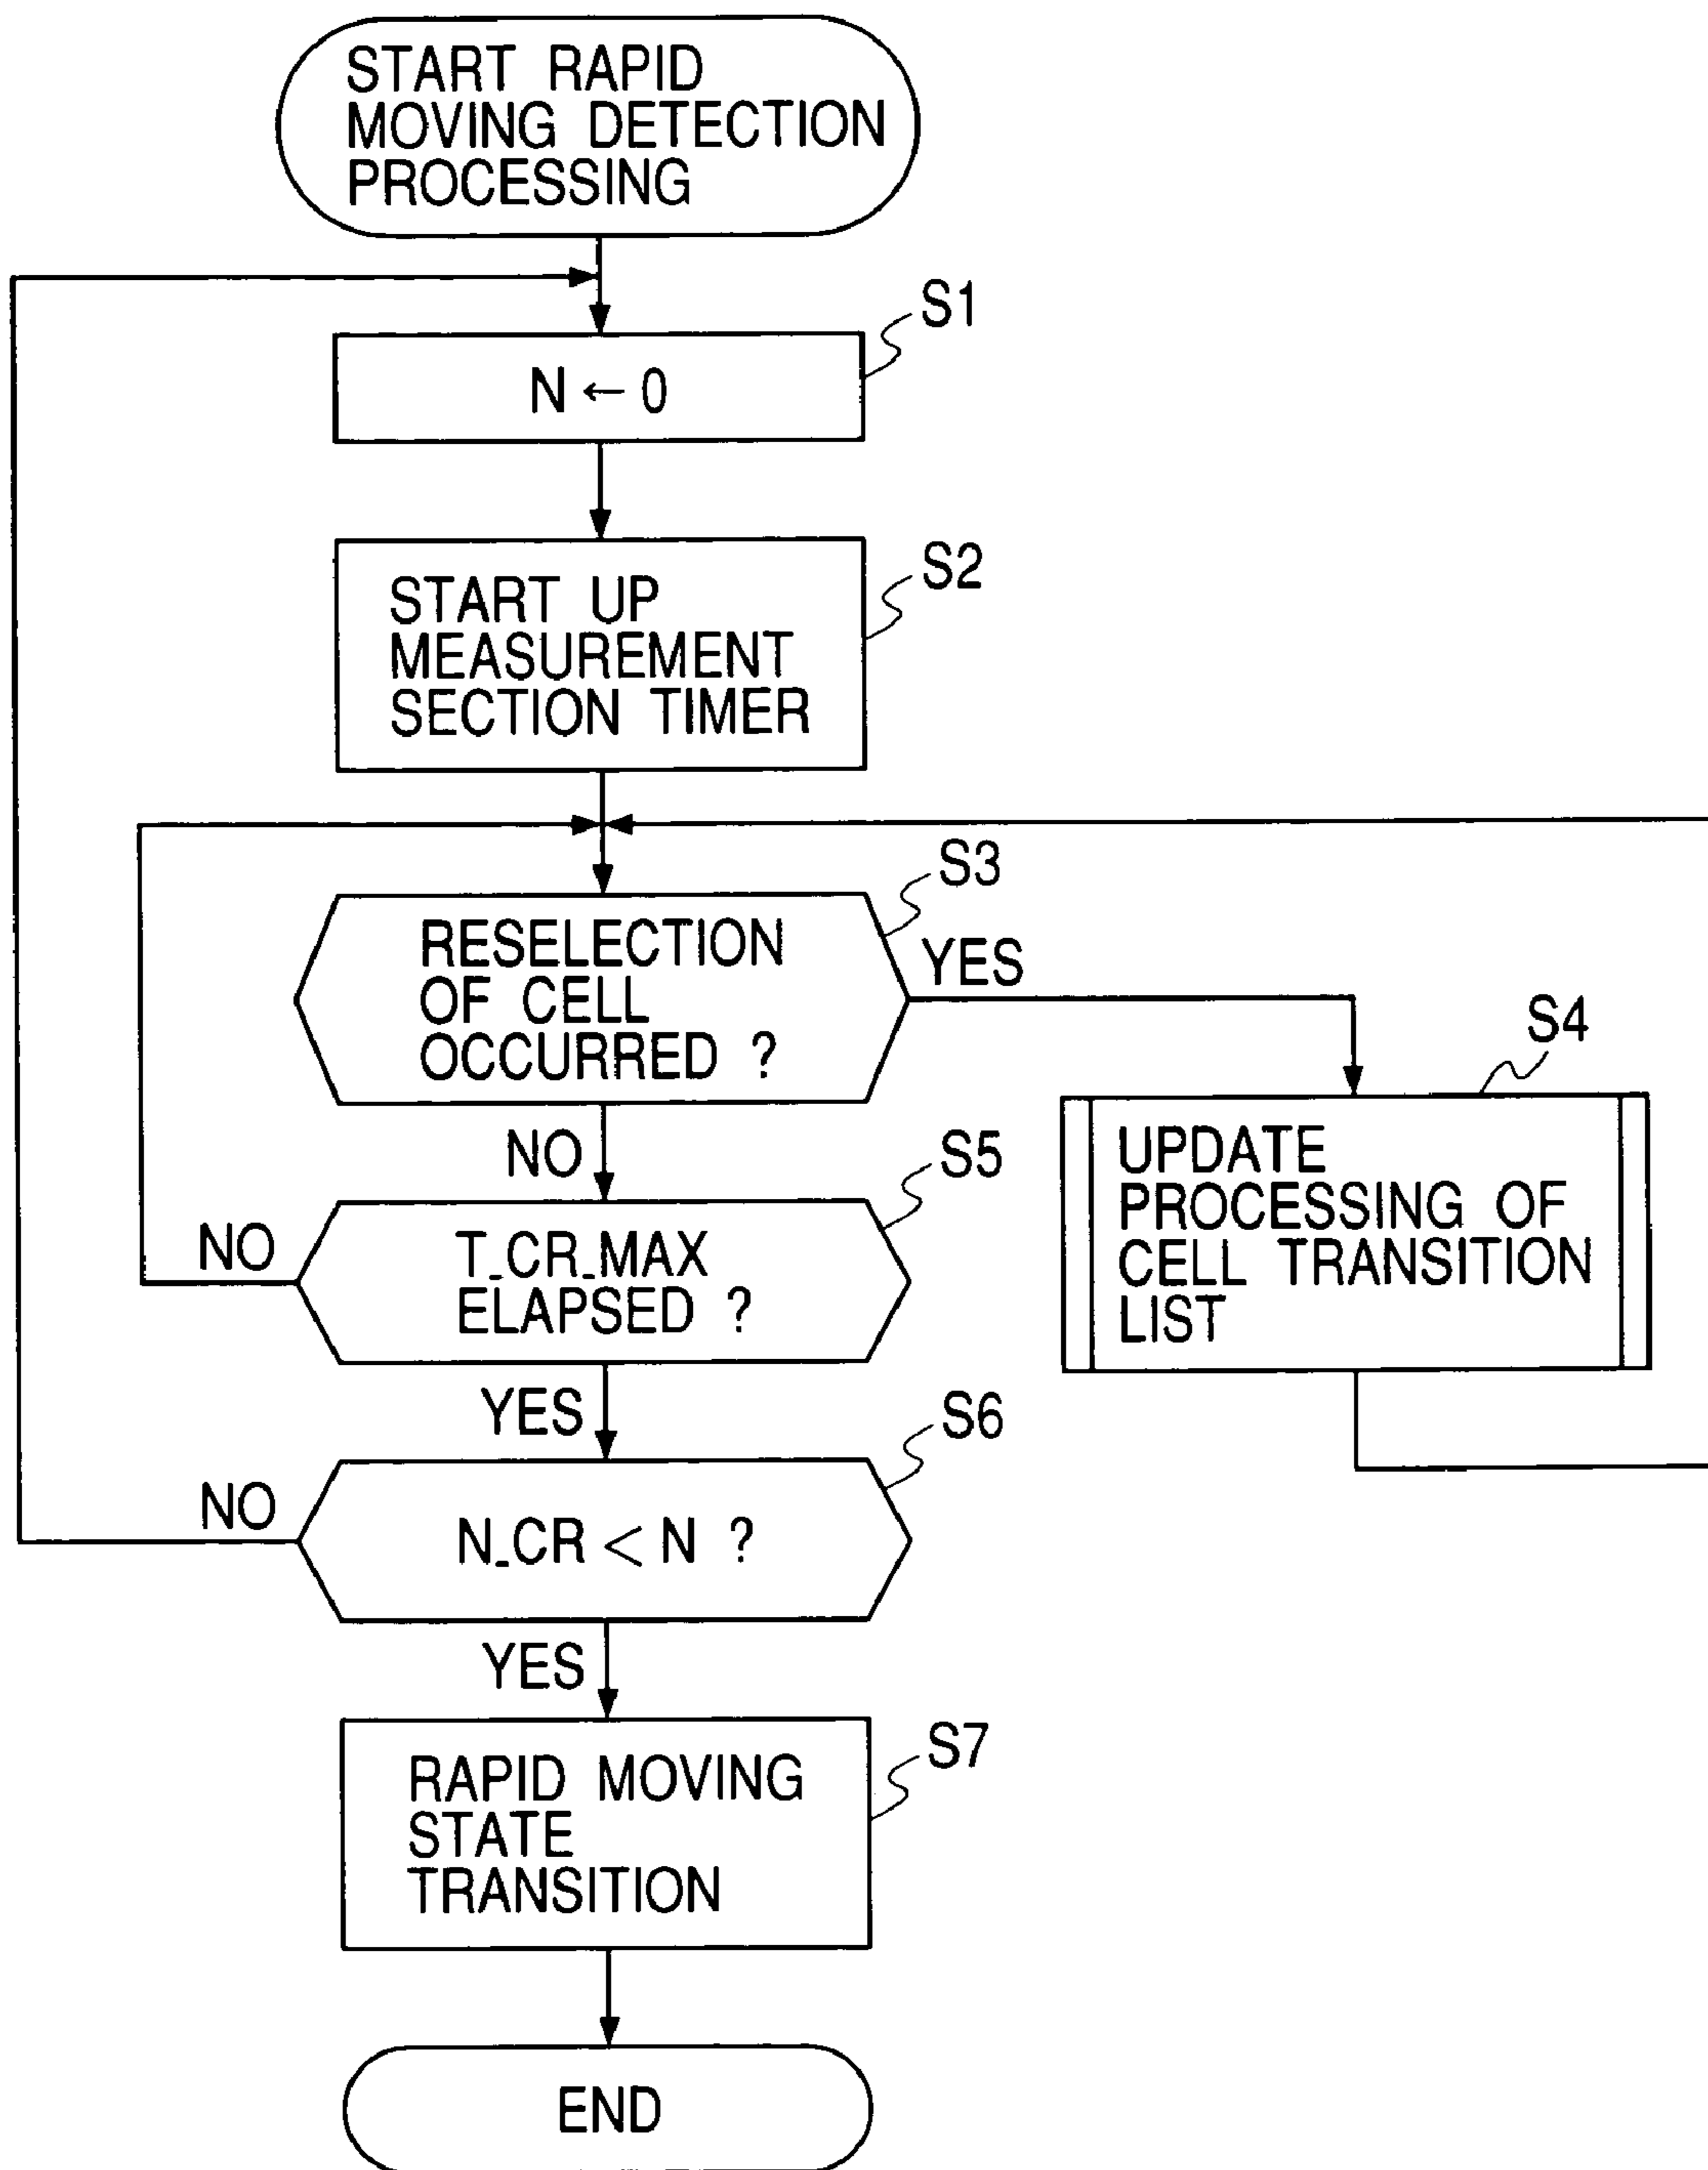 START RAPID
MOVING DETECTION
PROCESSING
S1
N ← 0
S2
START UP
MEASUREMENT
SECTION TIMER
S3
RESELECTION
OF CELL
OCCURRED ?
YES
S4
UPDATE
PROCESSING OF
CELL TRANSITION
LIST
NO
S5
T_CR_MAX
ELAPSED ?
NO
YES
S6
N_CR < N ?
NO
YES
S7
RAPID MOVING
STATE
TRANSITION
END